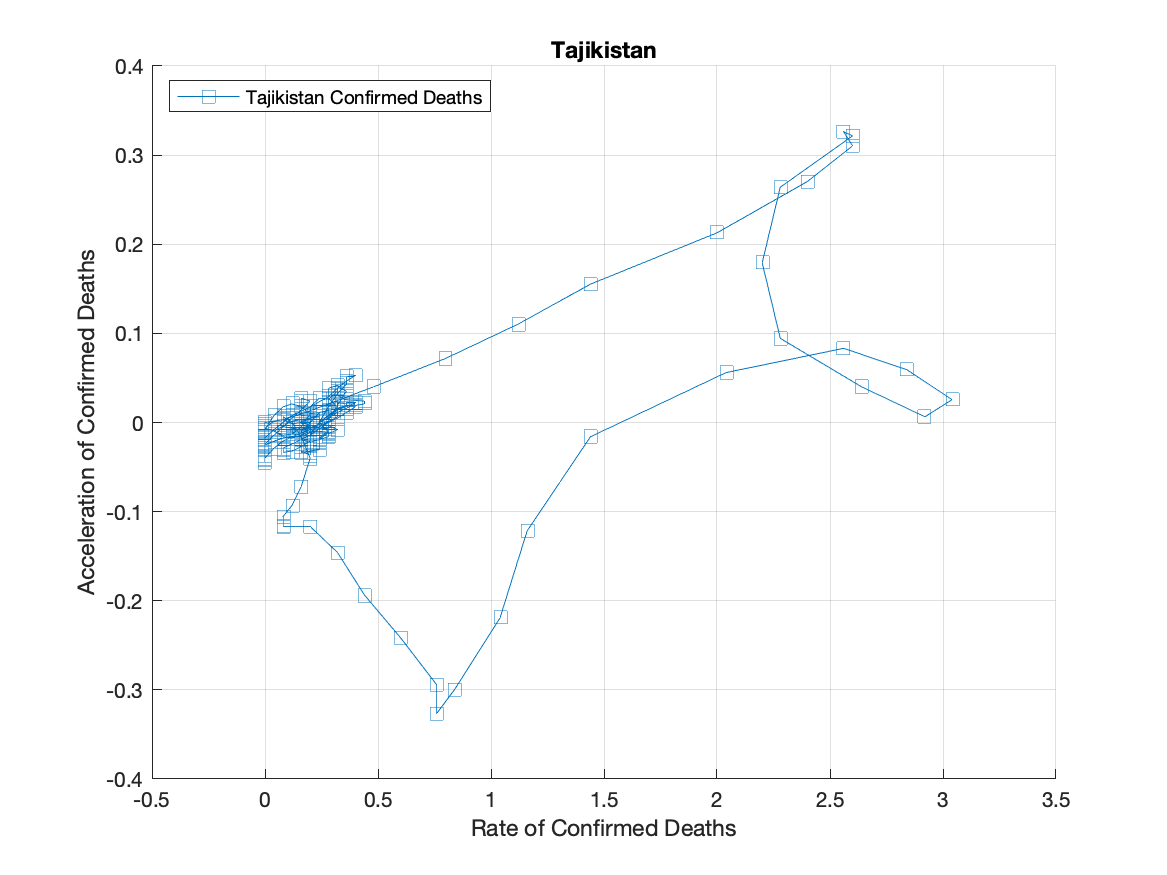 Tajikistan
Tajikistan Confirmed Deaths
0.4
0.3
0.2
0.1
0
-0.1
-0.2
-0.3
-0.4
Acceleration of Confirmed Deaths
-0.5 0 0.5 1 1.5 2 2.5 3 3.5
Rate of Confirmed Deaths